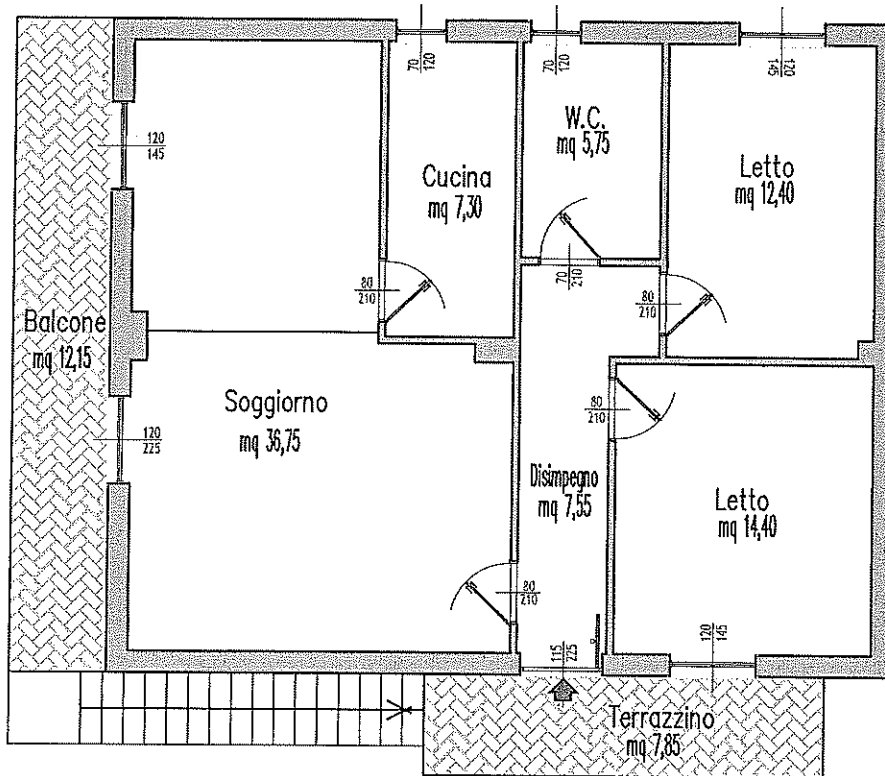 70
120
70
120
120
145
W.C.
mq 5,75
Letto
mq 12,40
120
145
Cucina
mq 7,30
80
210
70
210
80
210
Balcone
mq 12,15
Soggiorno
mq 36,75
120
225
80
210
Disimpegno
mq 7,55
Letto
mq 14,40
80
210
115
225
120
145
Terrazzino
mq 7,85